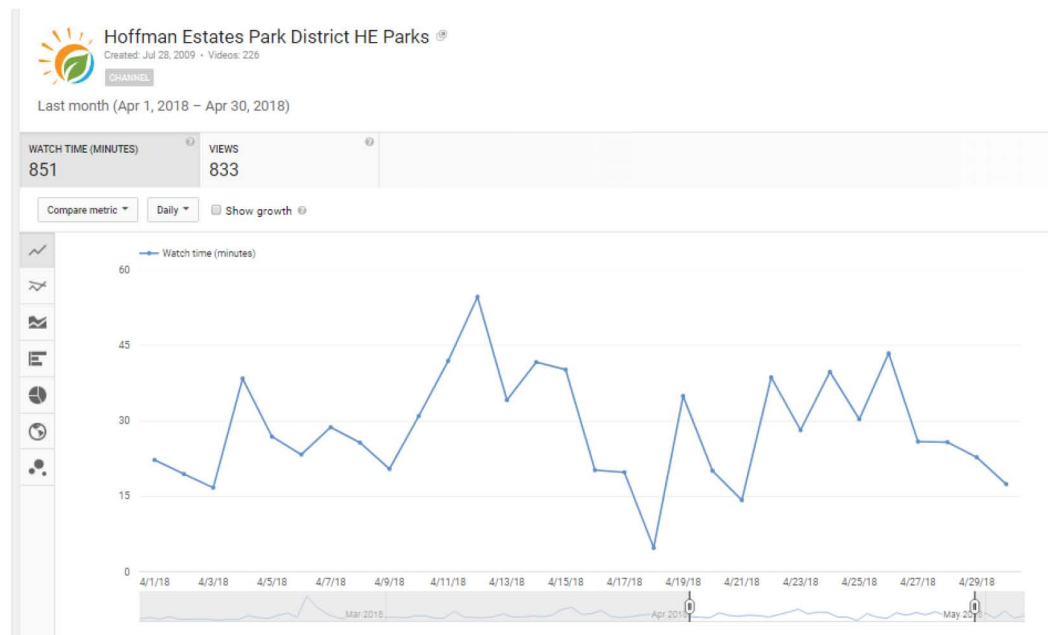 Hoffman Estates Park District HE Parks
Created: Jul 28, 2009 • Videos: 226
CHANNEL
Last month (Apr 1, 2018 – Apr 30, 2018)
WATCH TIME (MINUTES)
851
VIEWS
833
Compare metric
Daily
Show growth
Watch time (minutes)
60
45
30
15
0
4/1/18 4/3/18 4/5/18 4/7/18 4/9/18 4/11/18 4/13/18 4/15/18 4/17/18 4/19/18 4/21/18 4/23/18 4/25/18 4/27/18 4/29/18
Mar 2018 Apr 2018 May 20